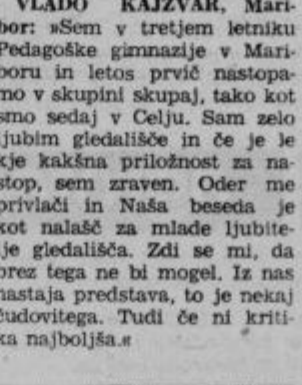 VLADO KAJZVAR, Mari-
bor: »Sem v tretjem letniku
Pedagoške gimnazije v Mari-
boru in letos prvič nastopa-
mo v skupini skupaj, tako kot
smo sedaj v Celju. Sam zelo
ljubim gledališče in če je le
kje kakšna priložnost za na-
stop, sem zraven. Oder me
privlači in Naša beseda je
kot nalašč za mlade ljubite-
lje gledališča. Zdi se mi, da
brez tega ne bi mogel. Iz nas
nastaja predstava, to je nekaj
čudovitega. Tudi če ni kriti-
ka najboljša.«